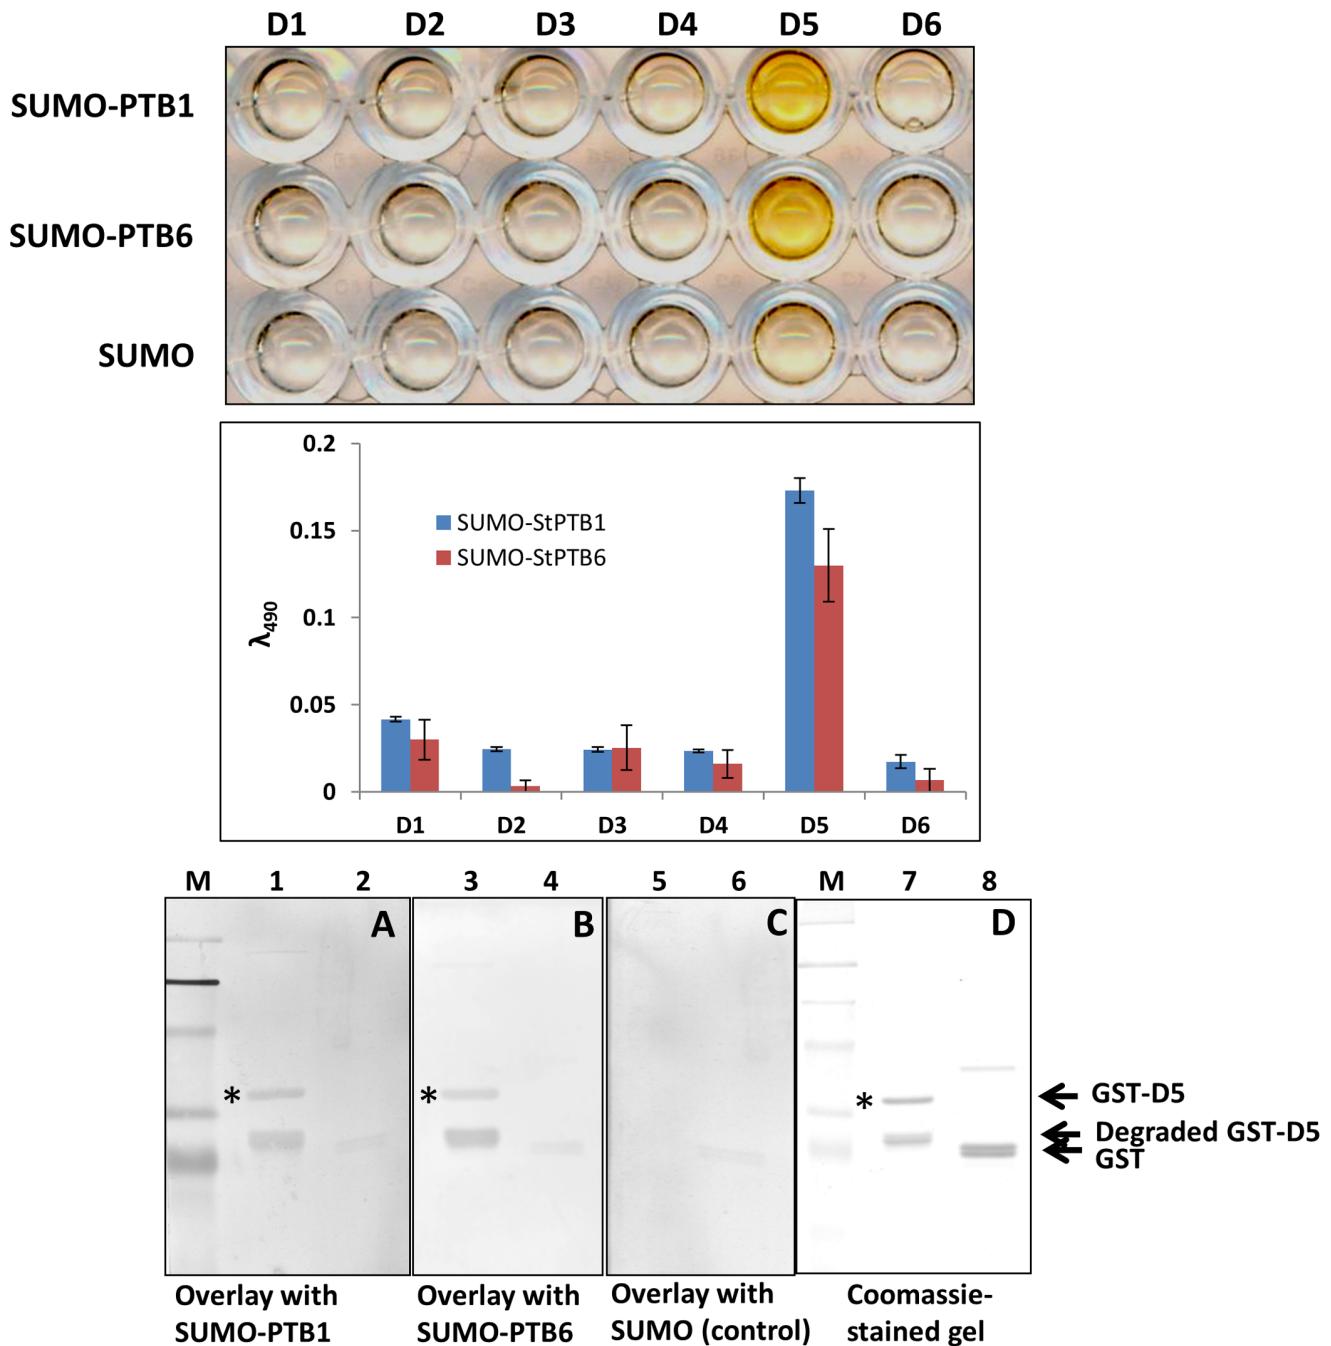 D1 D2 D3 D4 D5 D6
SUMO-PTB1
SUMO-PTB6
SUMO
0.2
0.15
0.1
0.05
0
λ490
SUMO-StPTB1
SUMO-StPTB6
D1 D2 D3 D4 D5 D6
M 1 2 3 4 5 6 M 7 8
A B C D
* * *
GST-D5
Degraded GST-D5
GST
Overlay with
SUMO-PTB1
Overlay with
SUMO-PTB6
Overlay with
SUMO (control)
Coomassie-
stained gel